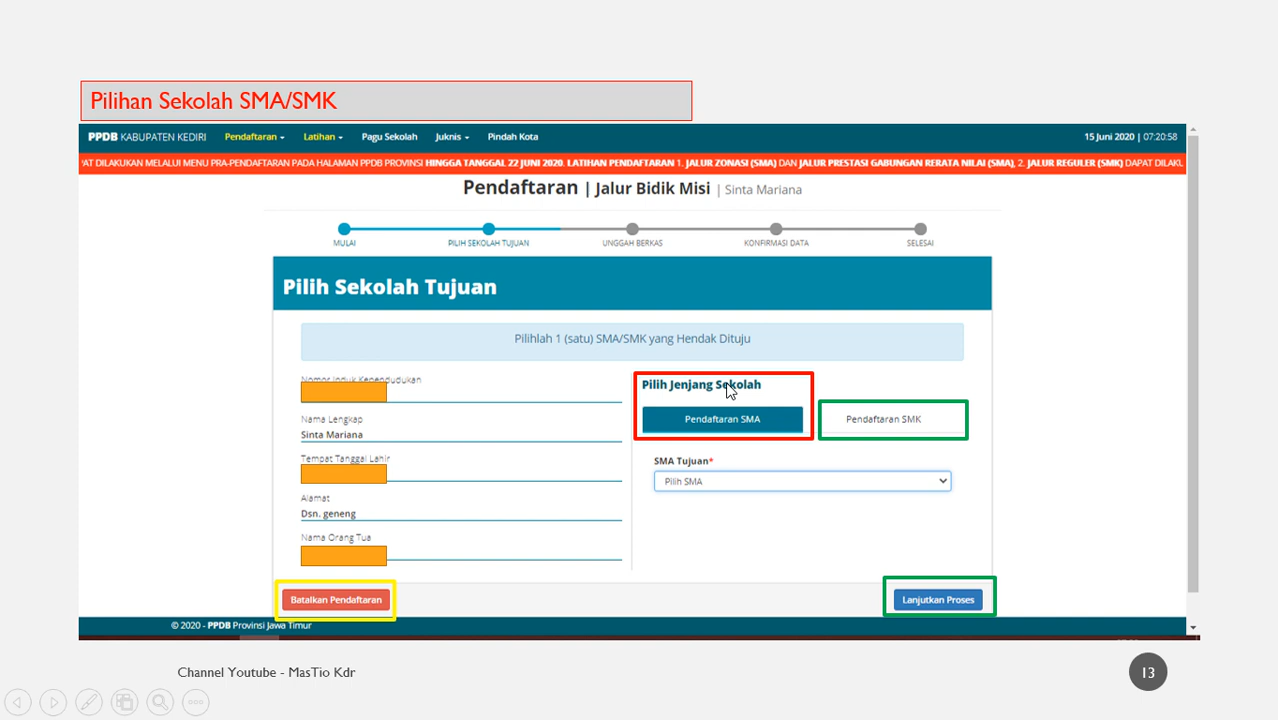 Pilihan Sekolah SMA/SMK
PPDB KABUPATEN KEDIRI Pendaftaran Latihan Pagu Sekolah Juknis Pindah Kota 15 Juni 2020 | 07:20:58
AT DILAKUKAN MELALUI MENU PRA-PENDAFTARAN PADA HALAMAN PPDB PROVINSI HINGGA TANGGAL 22 JUNI 2020. LATIHAN PENDAFTARAN 1. JALUR ZONASI (SMA) DAN JALUR PRESTASI GABUNGAN RERATA NILAI (SMA), 2. JALUR REGULER (SMK) DAPAT DILAKU
Pendaftaran | Jalur Bidik Misi | Sinta Mariana
MULAI PILIH SEKOLAH TUJUAN UNGGAH BERKAS KONFIRMASI DATA SELESAI
Pilih Sekolah Tujuan
Pilihlah 1 (satu) SMA/SMK yang Hendak Dituju
Nomor Induk Kependudukan
Nama Lengkap
Sinta Mariana
Tempat Tanggal Lahir
Alamat
Dsn. geneng
Nama Orang Tua
Pilih Jenjang Sekolah
Pendaftaran SMA Pendaftaran SMK
SMA Tujuan*
Pilih SMA
Batalkan Pendaftaran Lanjutkan Proses
© 2020 - PPDB Provinsi Jawa Timur
Channel Youtube - MasTio Kdr 13